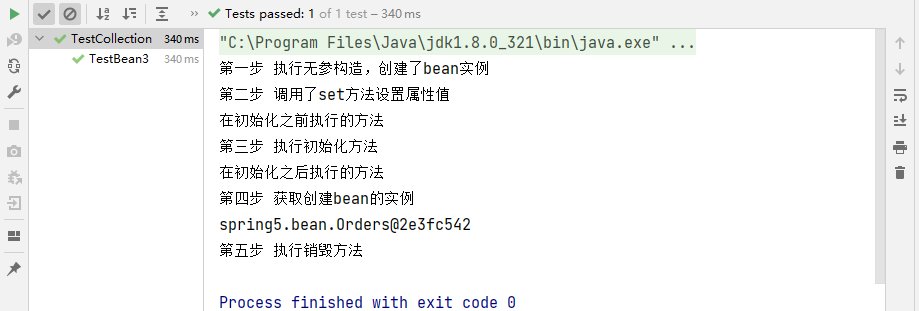 Tests passed: 1 of 1 test – 340 ms
TestCollection 340 ms
TestBean3 340 ms
"C:\Program Files\Java\jdk1.8.0_321\bin\java.exe" ...
第一步 执行无参构造，创建了bean实例
第二步 调用了set方法设置属性值
在初始化之前执行的方法
第三步 执行初始化方法
在初始化之后执行的方法
第四步 获取创建bean的实例
spring5.bean.Orders@2e3fc542
第五步 执行销毁方法
Process finished with exit code 0